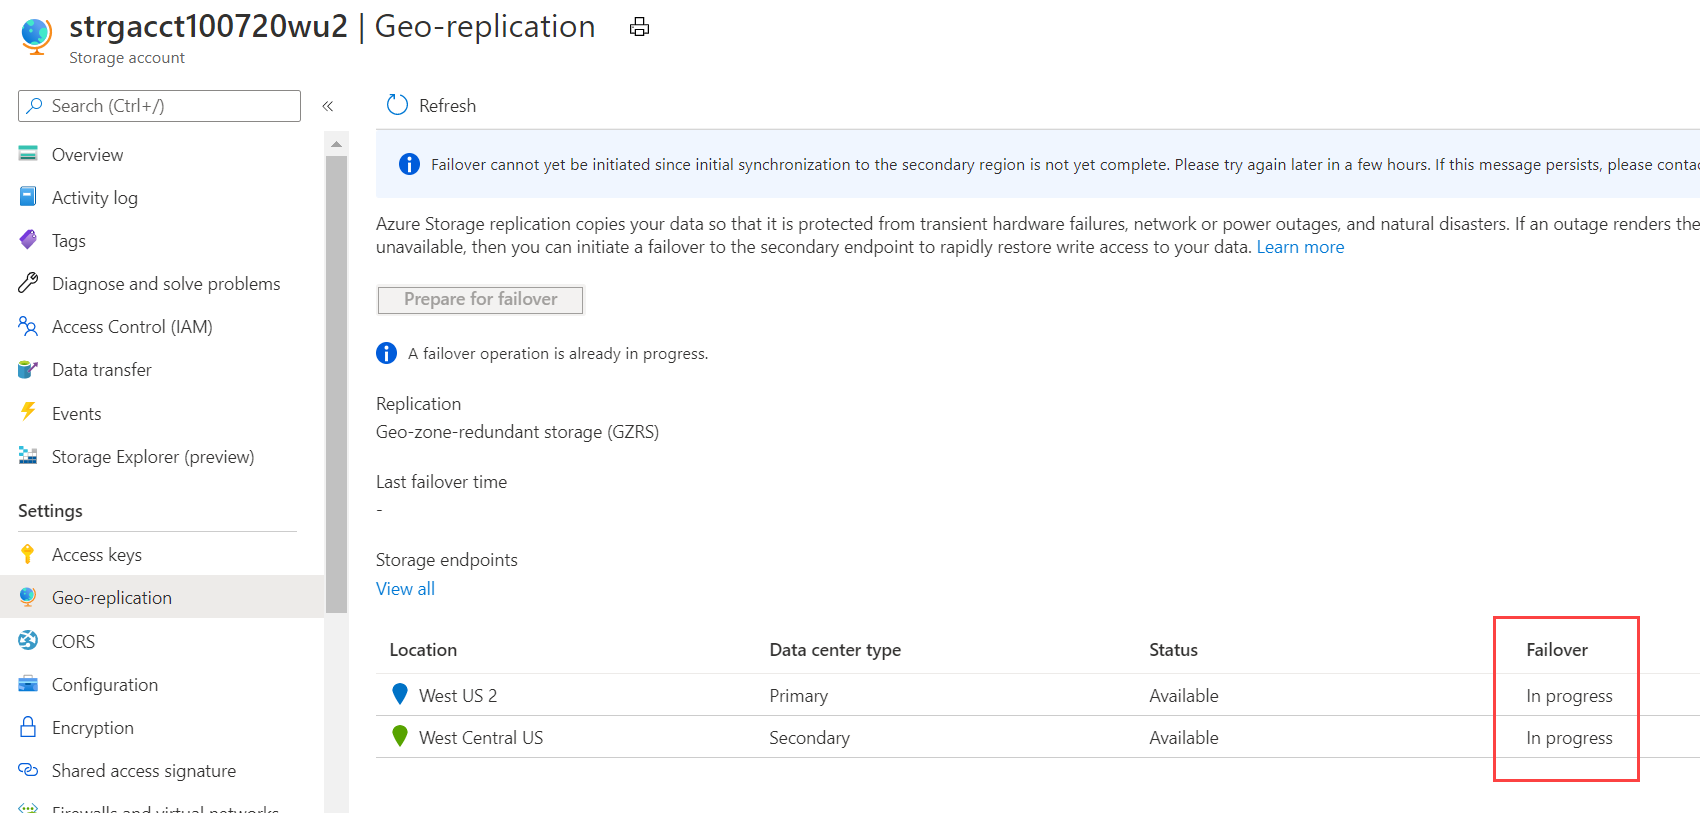 strgacct100720wu2 | Geo-replication
Storage account
Search (Ctrl+/)
«
Overview
Activity log
Tags
Diagnose and solve problems
Access Control (IAM)
Data transfer
Events
Storage Explorer (preview)
Settings
Access keys
Geo-replication
CORS
Configuration
Encryption
Shared access signature
Firewalls and virtual networks
Refresh
Failover cannot yet be initiated since initial synchronization to the secondary region is not yet complete. Please try again later in a few hours. If this message persists, please contac
Azure Storage replication copies your data so that it is protected from transient hardware failures, network or power outages, and natural disasters. If an outage renders the
unavailable, then you can initiate a failover to the secondary endpoint to rapidly restore write access to your data. Learn more
Prepare for failover
A failover operation is already in progress.
Replication
Geo-zone-redundant storage (GZRS)
Last failover time
-
Storage endpoints
View all
Location Data center type Status Failover
West US 2 Primary Available In progress
West Central US Secondary Available In progress